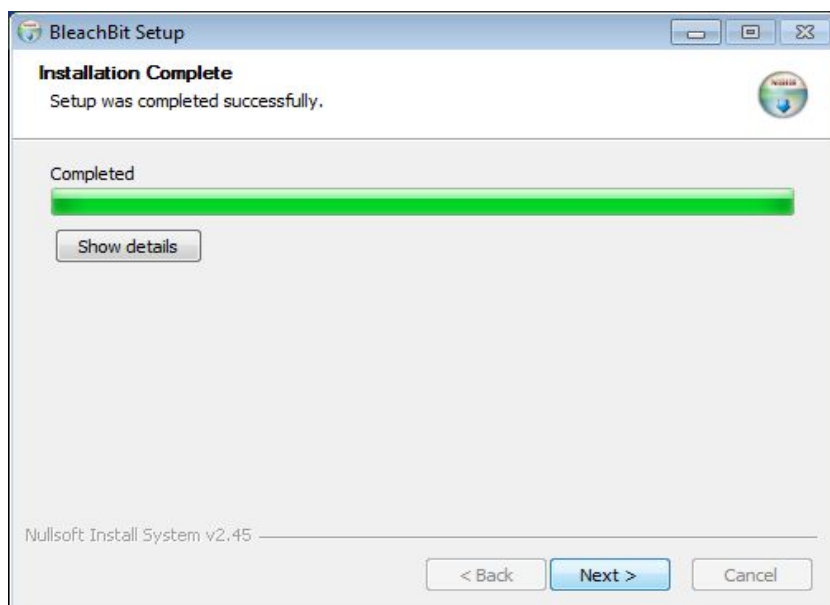 BleachBit Setup
Installation Complete
Setup was completed successfully.
Completed
Show details
Nullsoft Install System v2.45
< Back
Next >
Cancel